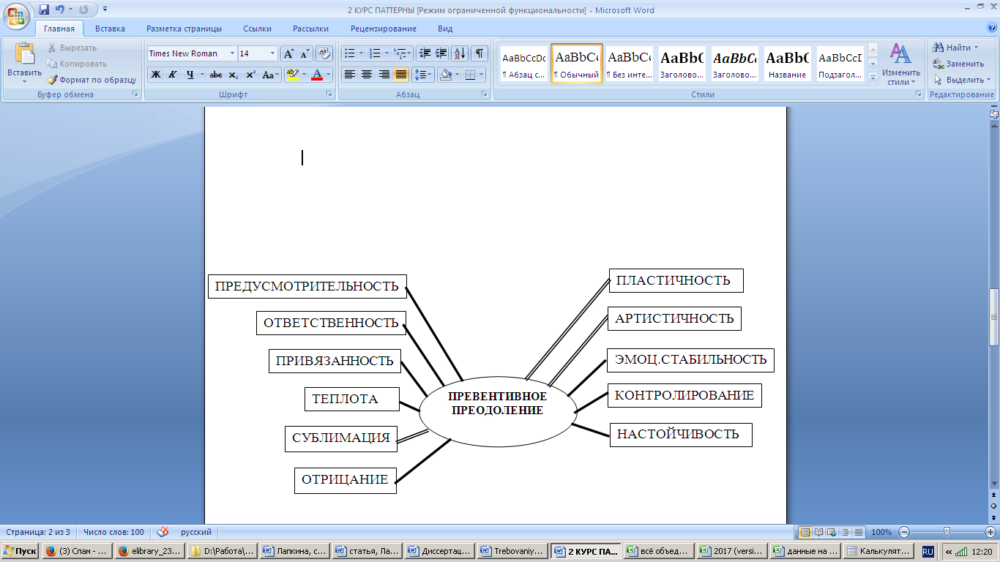 2 КУРС ПАТТЕРНЫ [Режим ограниченной функциональности] - Microsoft Word
Главная Вставка Разметка страницы Ссылки Рассылки Рецензирование Вид
Вставить
Вырезать
Копировать
Формат по образцу
Буфер обмена
Times New Roman 14
Ж К Ч abc x₂ x² Aa
Шрифт
Абзац
AaBbCcDc AaBbCc AaBbCc AaBbC AaBbCc AaBbC AaBbCcI
¶ Абзац с... ¶ Обычный ¶ Без инте... Заголово... Заголово... Название Подзагол...
Изменить
стили
Стили
Найти
Заменить
Выделить
Редактирование
ПРЕДУСМОТРИТЕЛЬНОСТЬ
ОТВЕТСТВЕННОСТЬ
ПРИВЯЗАННОСТЬ
ТЕПЛОТА
СУБЛИМАЦИЯ
ОТРИЦАНИЕ
ПРЕВЕНТИВНОЕ
ПРЕОДОЛЕНИЕ
ПЛАСТИЧНОСТЬ
АРТИСТИЧНОСТЬ
ЭМОЦ.СТАБИЛЬНОСТЬ
КОНТРОЛИРОВАНИЕ
НАСТОЙЧИВОСТЬ
Страница: 2 из 3 Число слов: 100 русский 100%
Пуск (3) Спам - ... elibrary_23... D:\Работа\... Лапкина, с... статья, Ла... Диссертац... Trebovaniy... 2 КУРС ПА... всё объед... 2017 (versi... данные на ... Калькулят... RU « 12:20